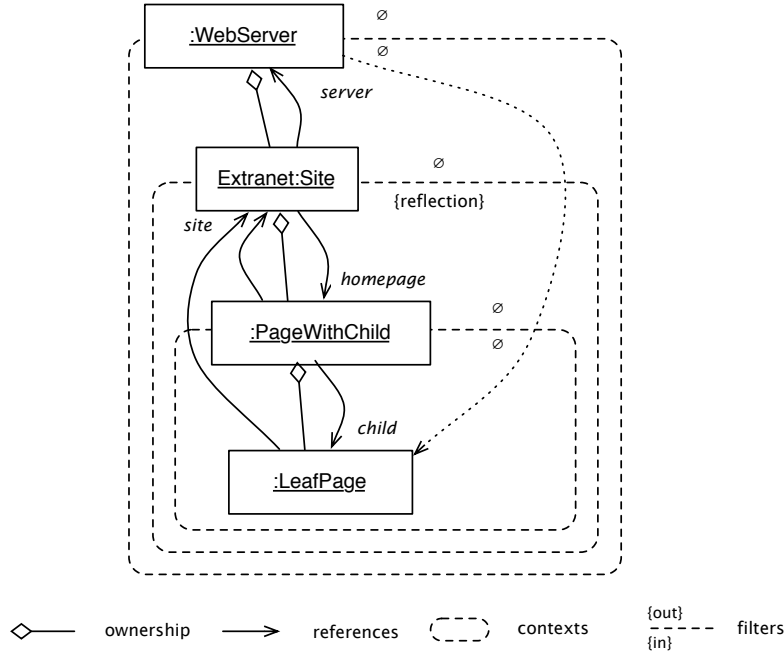 :WebServer
∅
∅
server
Extranet:Site
∅
{reflection}
site
homepage
:PageWithChild
∅
∅
child
:LeafPage
ownership
references
contexts
{out}
{in}
filters